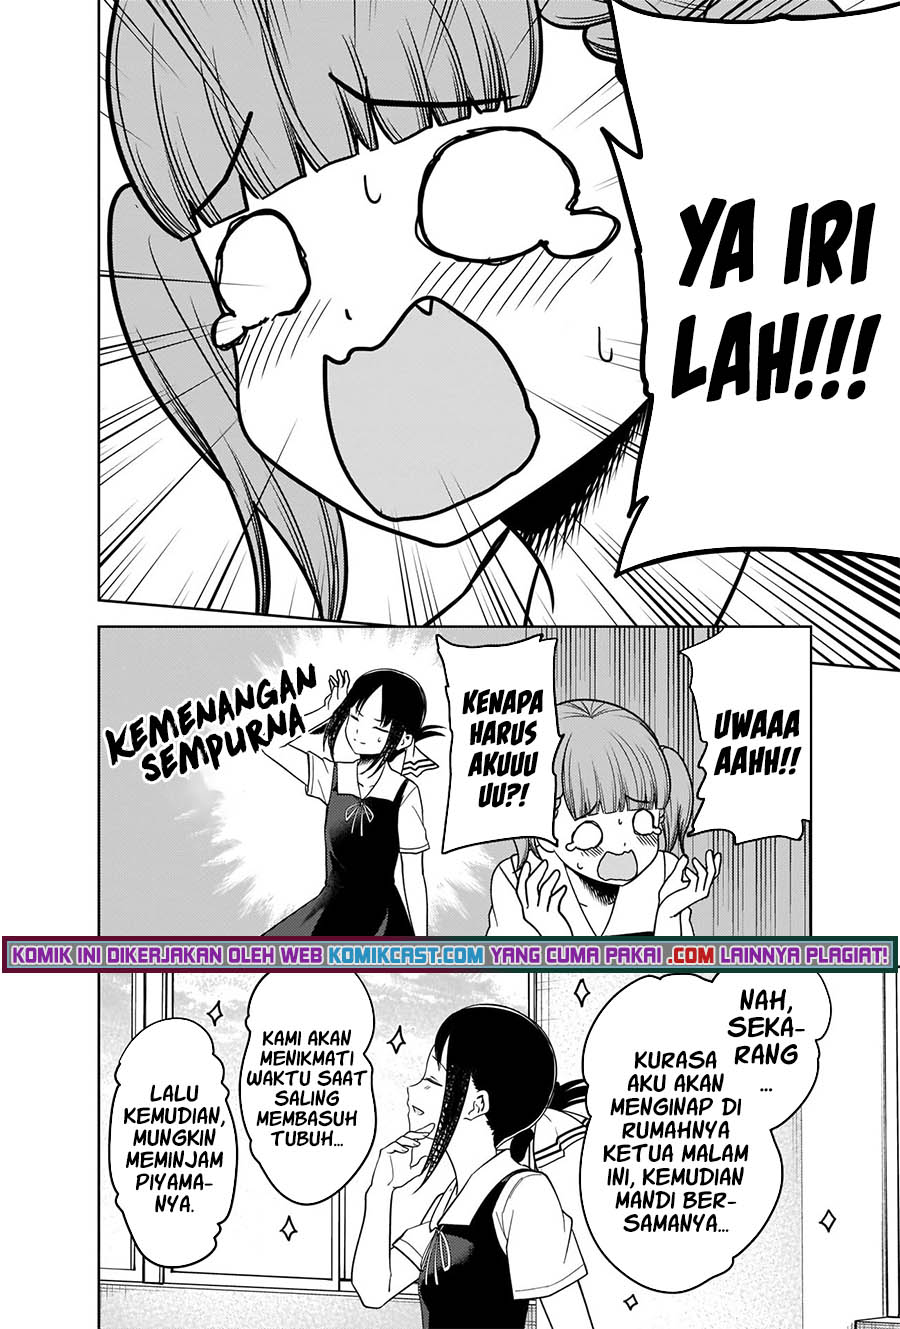 YA IRI
LAH!!!
UWAAA
AAHH!!
KENAPA
HARUS
AKUUU
UU?!
KEMENANGAN
SEMPURNA
KOMIK INI DIKERJAKAN OLEH WEB KOMIKCAST.COM YANG CUMA PAKAI .COM LAINNYA PLAGIAT!
NAH,
SEKA-
RANG
...
KURASA
AKU AKAN
MENGINAP DI
RUMAHNYA
KETUA MALAM
INI, KEMUDIAN
MANDI BER-
SAMANYA...
KAMI AKAN
MENIKMATI
WAKTU SAAT
SALING
MEMBASUH
TUBUH...
LALU
KEMUDIAN,
MUNGKIN
MEMINJAM
PIYAMA-
NYA.